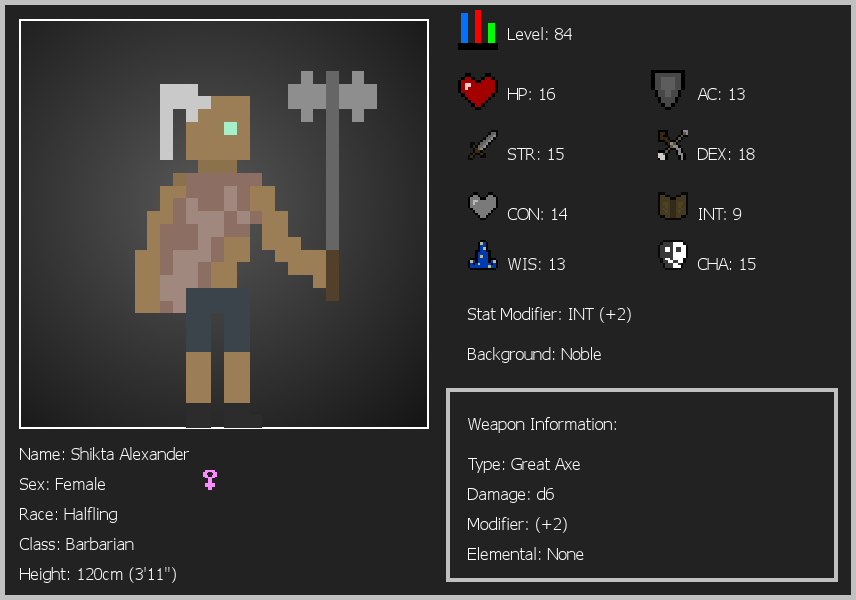 Level: 84
HP: 16
AC: 13
STR: 15
DEX: 18
CON: 14
INT: 9
WIS: 13
CHA: 15
Stat Modifier: INT (+2)
Background: Noble
Weapon Information:
Type: Great Axe
Damage: d6
Modifier: (+2)
Elemental: None
Name: Shikta Alexander
Sex: Female
Race: Halfling
Class: Barbarian
Height: 120cm (3'11")